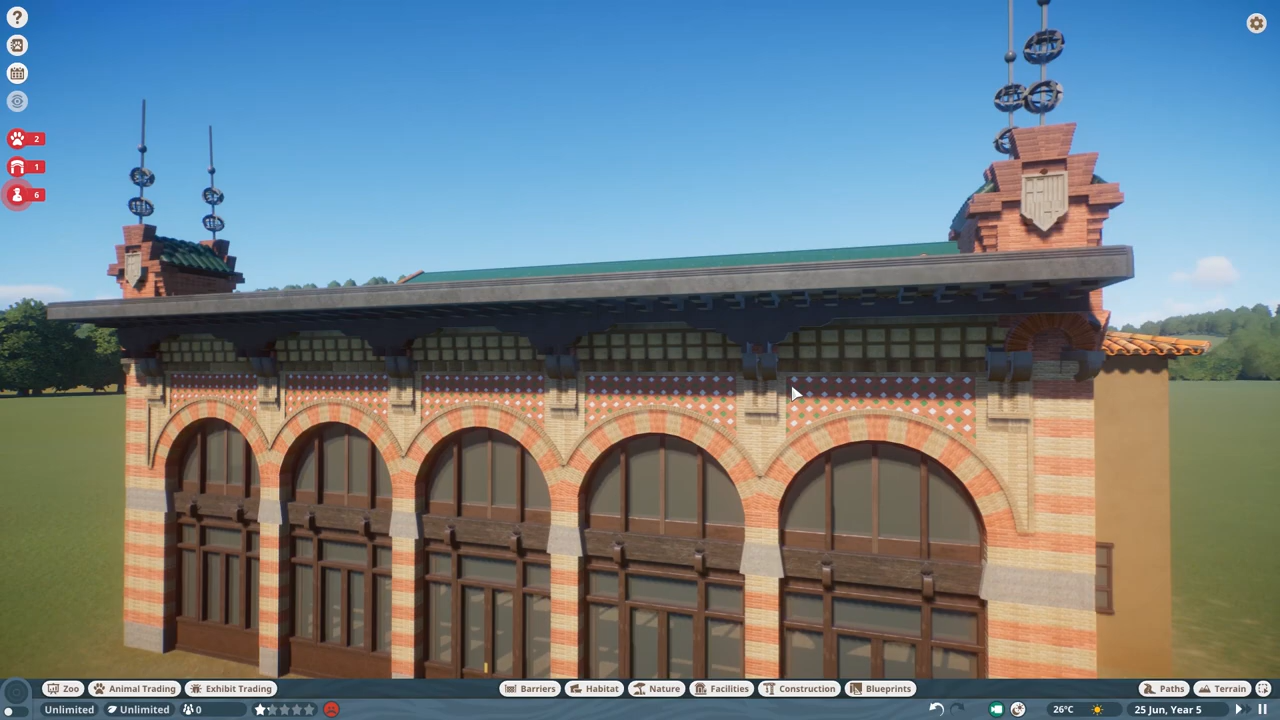 ?
2
1
6
Zoo Animal Trading Exhibit Trading Barriers Habitat Nature Facilities Construction Blueprints Paths Terrain
Unlimited Unlimited 0 26°C 25 Jun, Year 5